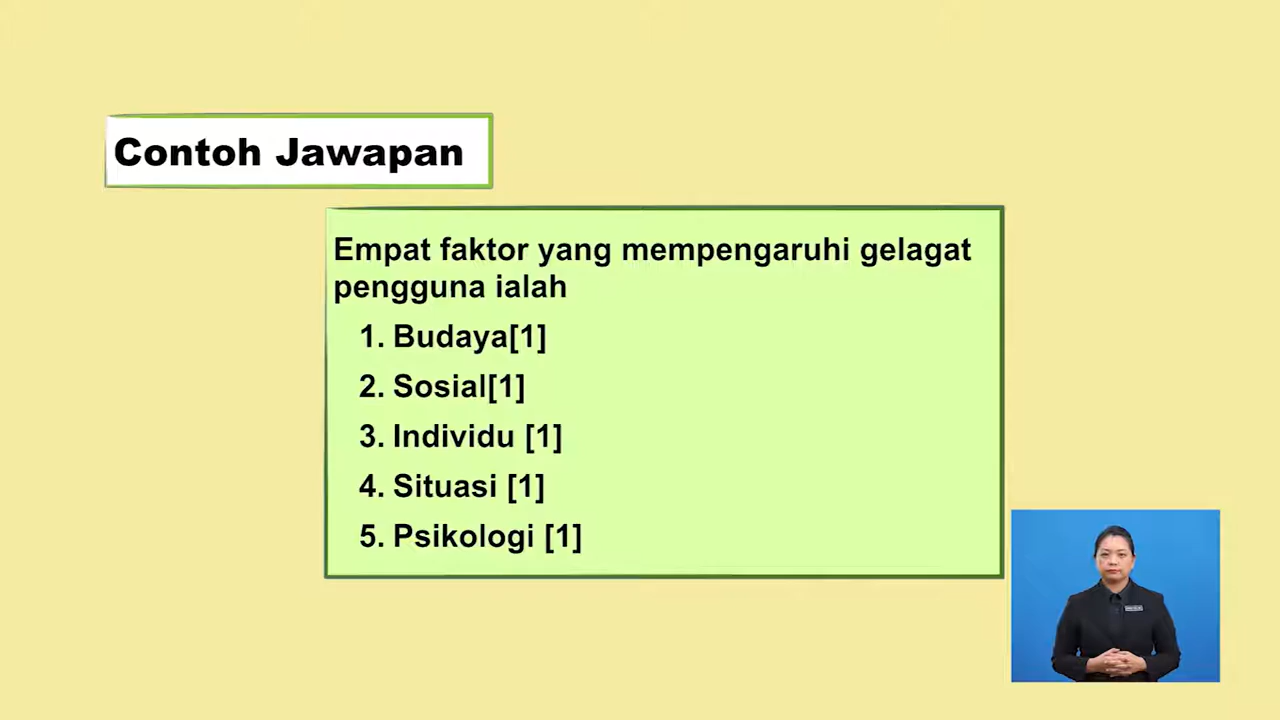 Contoh Jawapan
Empat faktor yang mempengaruhi gelagat
pengguna ialah
1. Budaya[1]
2. Sosial[1]
3. Individu [1]
4. Situasi [1]
5. Psikologi [1]